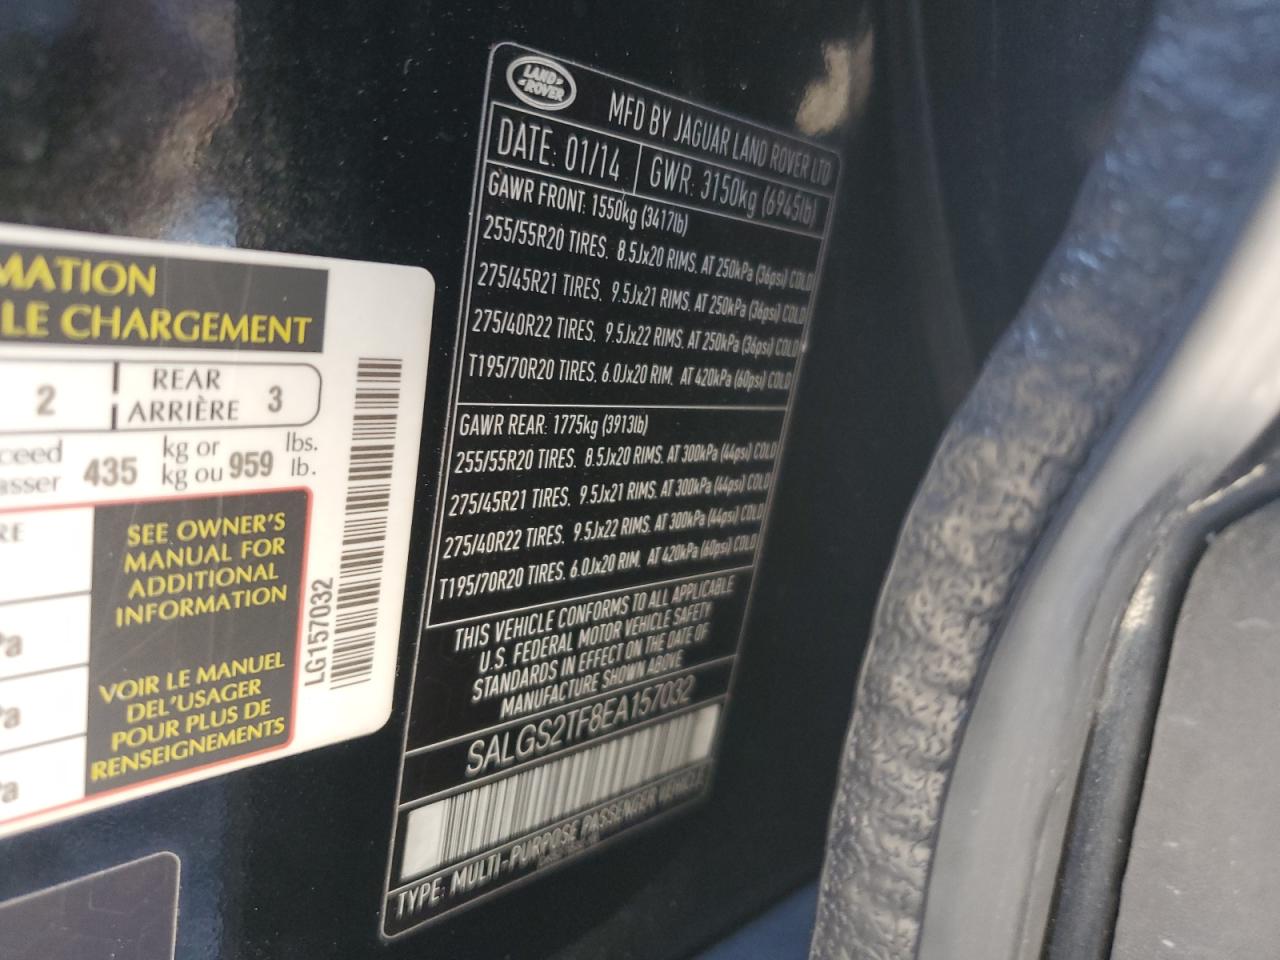 MATION
LE CHARGEMENT
2 REAR 3
ARRIÈRE
ceed 435 kg or 959 lbs.
asser kg ou lb.
RE
SEE OWNER'S
MANUAL FOR
ADDITIONAL
INFORMATION
VOIR LE MANUEL
DEL'USAGER
POUR PLUS DE
RENSEIGNEMENTS
Pa
Pa
Pa
LG157032
LAND
ROVER
MFD BY JAGUAR LAND ROVER LTD
DATE: 01/14 GWR: 3150kg (6945lb)
GAWR FRONT: 1550kg (3417lb)
255/55R20 TIRES. 8.5Jx20 RIMS. AT 250kPa (36psi) COLD
275/45R21 TIRES. 9.5Jx21 RIMS. AT 250kPa (36psi) COLD
275/40R22 TIRES. 9.5Jx22 RIMS. AT 250kPa (36psi) COLD
T195/70R20 TIRES. 6.0Jx20 RIM. AT 420kPa (60psi) COLD
GAWR REAR: 1775kg (3913lb)
255/55R20 TIRES. 8.5Jx20 RIMS. AT 300kPa (44psi) COLD
275/45R21 TIRES. 9.5Jx21 RIMS. AT 300kPa (44psi) COLD
275/40R22 TIRES. 9.5Jx22 RIMS. AT 300kPa (44psi) COLD
T195/70R20 TIRES. 6.0Jx20 RIM. AT 420kPa (60psi) COLD
THIS VEHICLE CONFORMS TO ALL APPLICABLE
U.S. FEDERAL MOTOR VEHICLE SAFETY
STANDARDS IN EFFECT ON THE DATE OF
MANUFACTURE SHOWN ABOVE
SALGS2TF8EA157032
TYPE: MULTI-PURPOSE PASSENGER VEHICLE